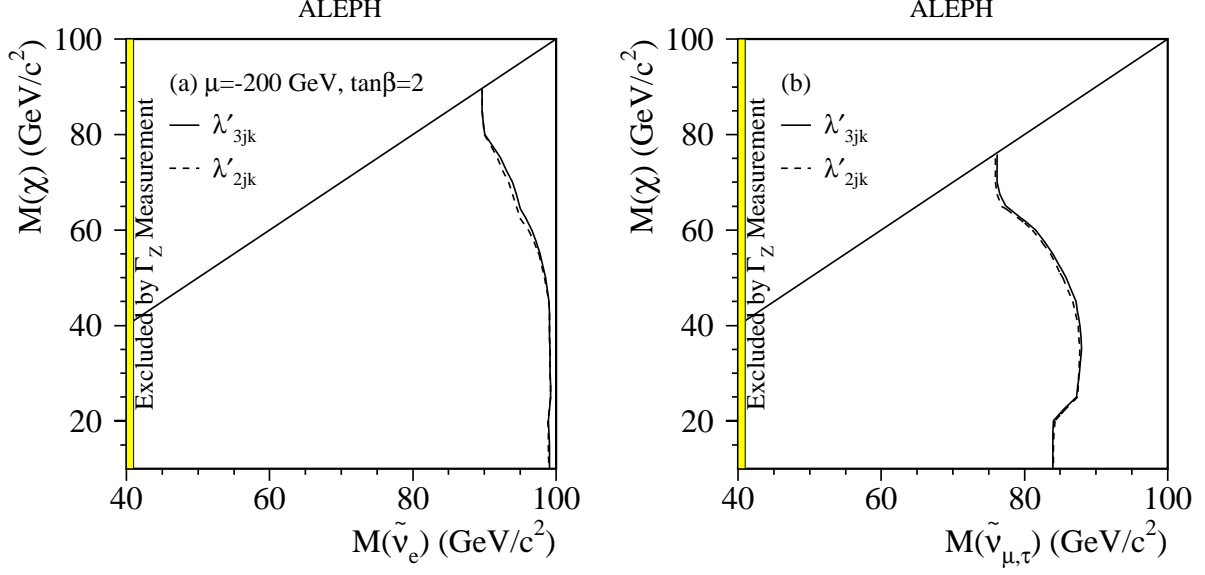 ALEPH
M(χ) (GeV/c²)
100
80
60
40
20
(a) μ=-200 GeV, tanβ=2
λ′3jk
λ′2jk
Excluded by ΓZ Measurement
40 60 80 100
M(ν̃e) (GeV/c²)
ALEPH
M(χ) (GeV/c²)
100
80
60
40
20
(b)
λ′3jk
λ′2jk
Excluded by ΓZ Measurement
40 60 80 100
M(ν̃μ,τ) (GeV/c²)